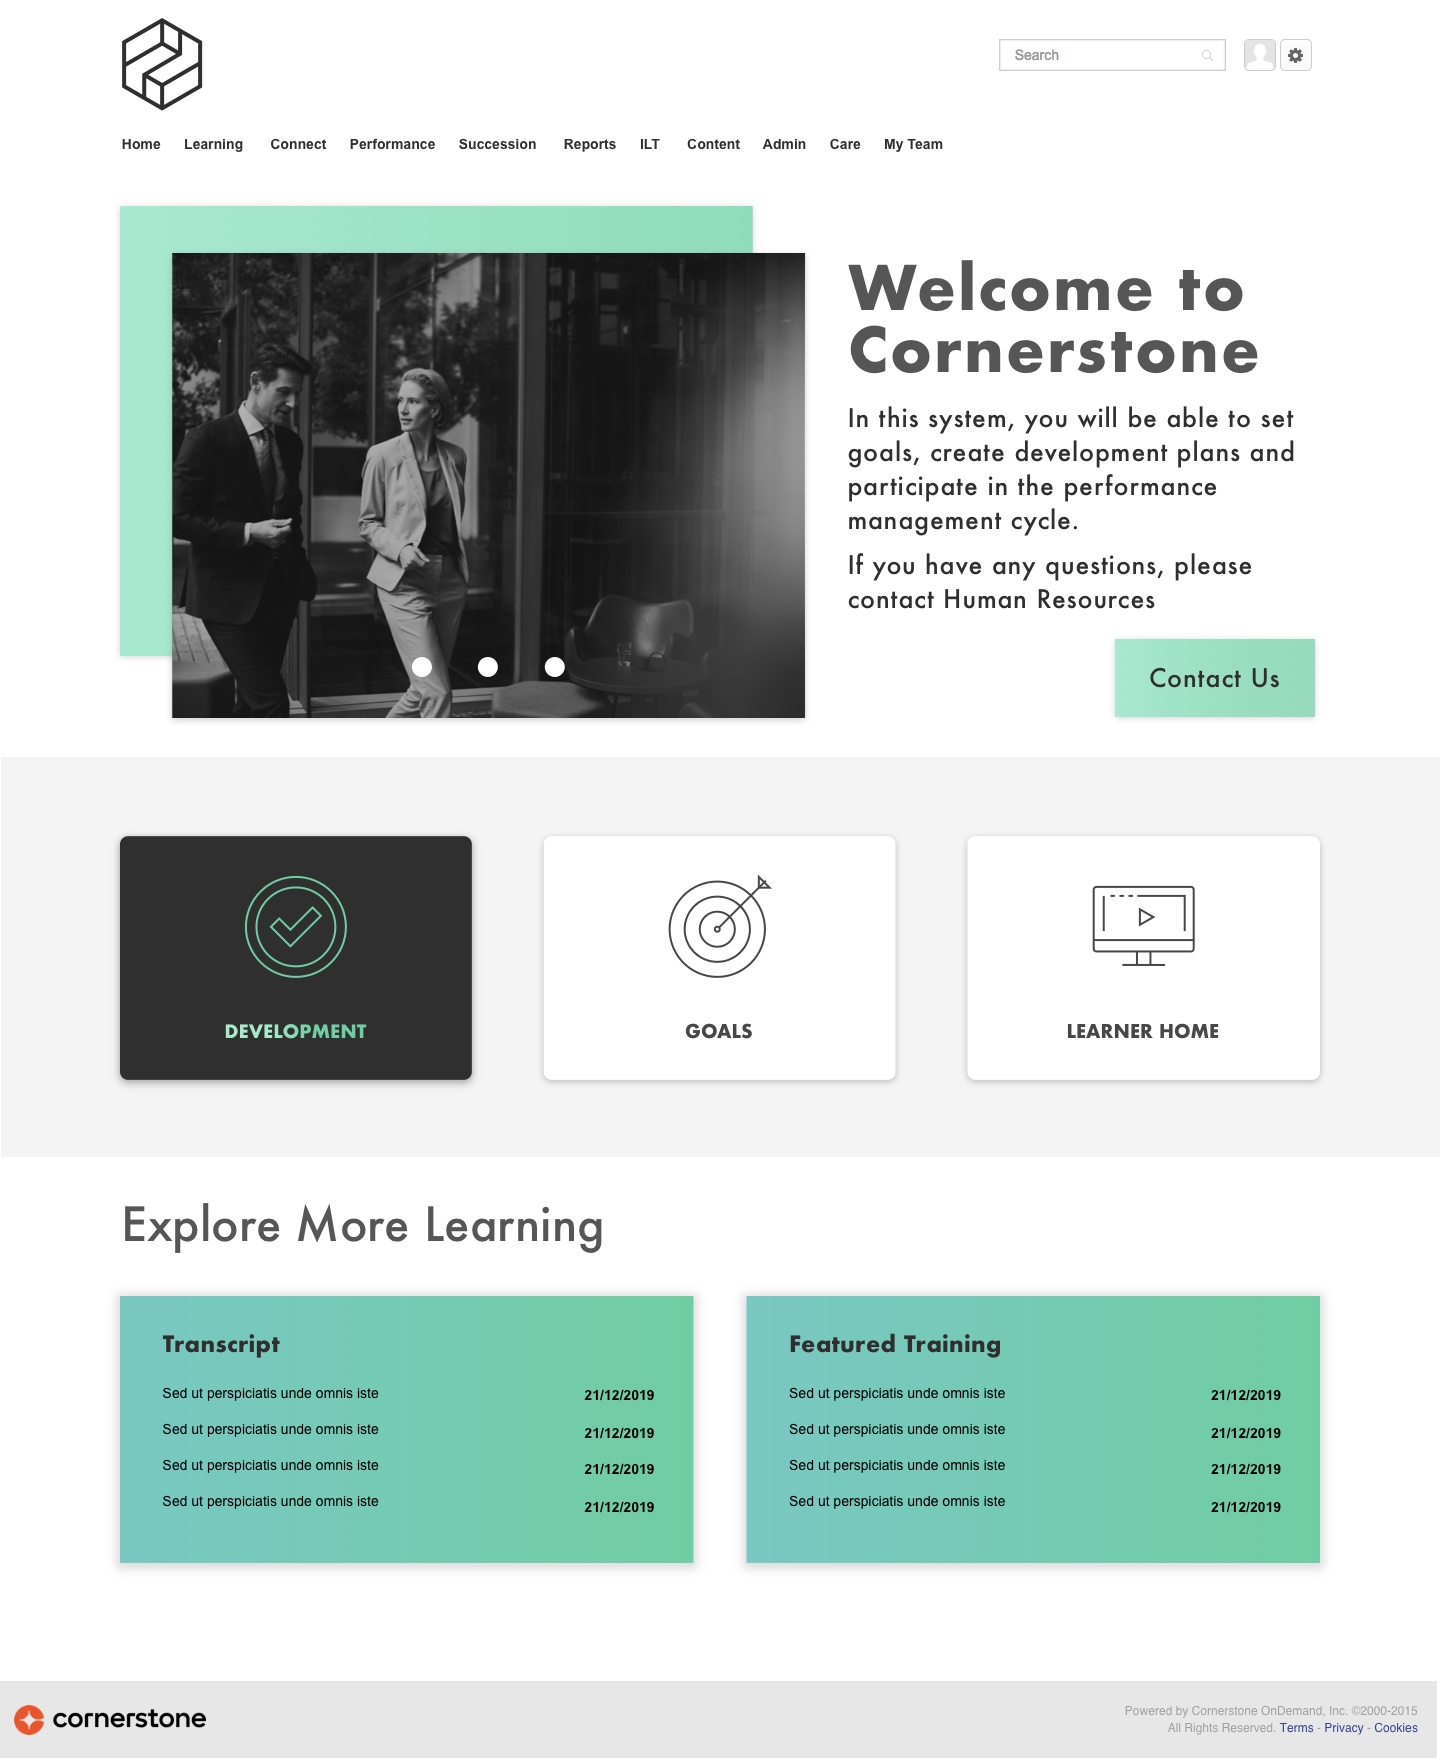 Search
Home Learning Connect Performance Succession Reports ILT Content Admin Care My Team
Welcome to
Cornerstone
In this system, you will be able to set
goals, create development plans and
participate in the performance
management cycle.
If you have any questions, please
contact Human Resources
Contact Us
DEVELOPMENT
GOALS
LEARNER HOME
Explore More Learning
Transcript
Sed ut perspiciatis unde omnis iste 21/12/2019
Sed ut perspiciatis unde omnis iste 21/12/2019
Sed ut perspiciatis unde omnis iste 21/12/2019
Sed ut perspiciatis unde omnis iste 21/12/2019
Featured Training
Sed ut perspiciatis unde omnis iste 21/12/2019
Sed ut perspiciatis unde omnis iste 21/12/2019
Sed ut perspiciatis unde omnis iste 21/12/2019
Sed ut perspiciatis unde omnis iste 21/12/2019
cornerstone
Powered by Cornerstone OnDemand, Inc. ©2000-2015
All Rights Reserved. Terms - Privacy - Cookies